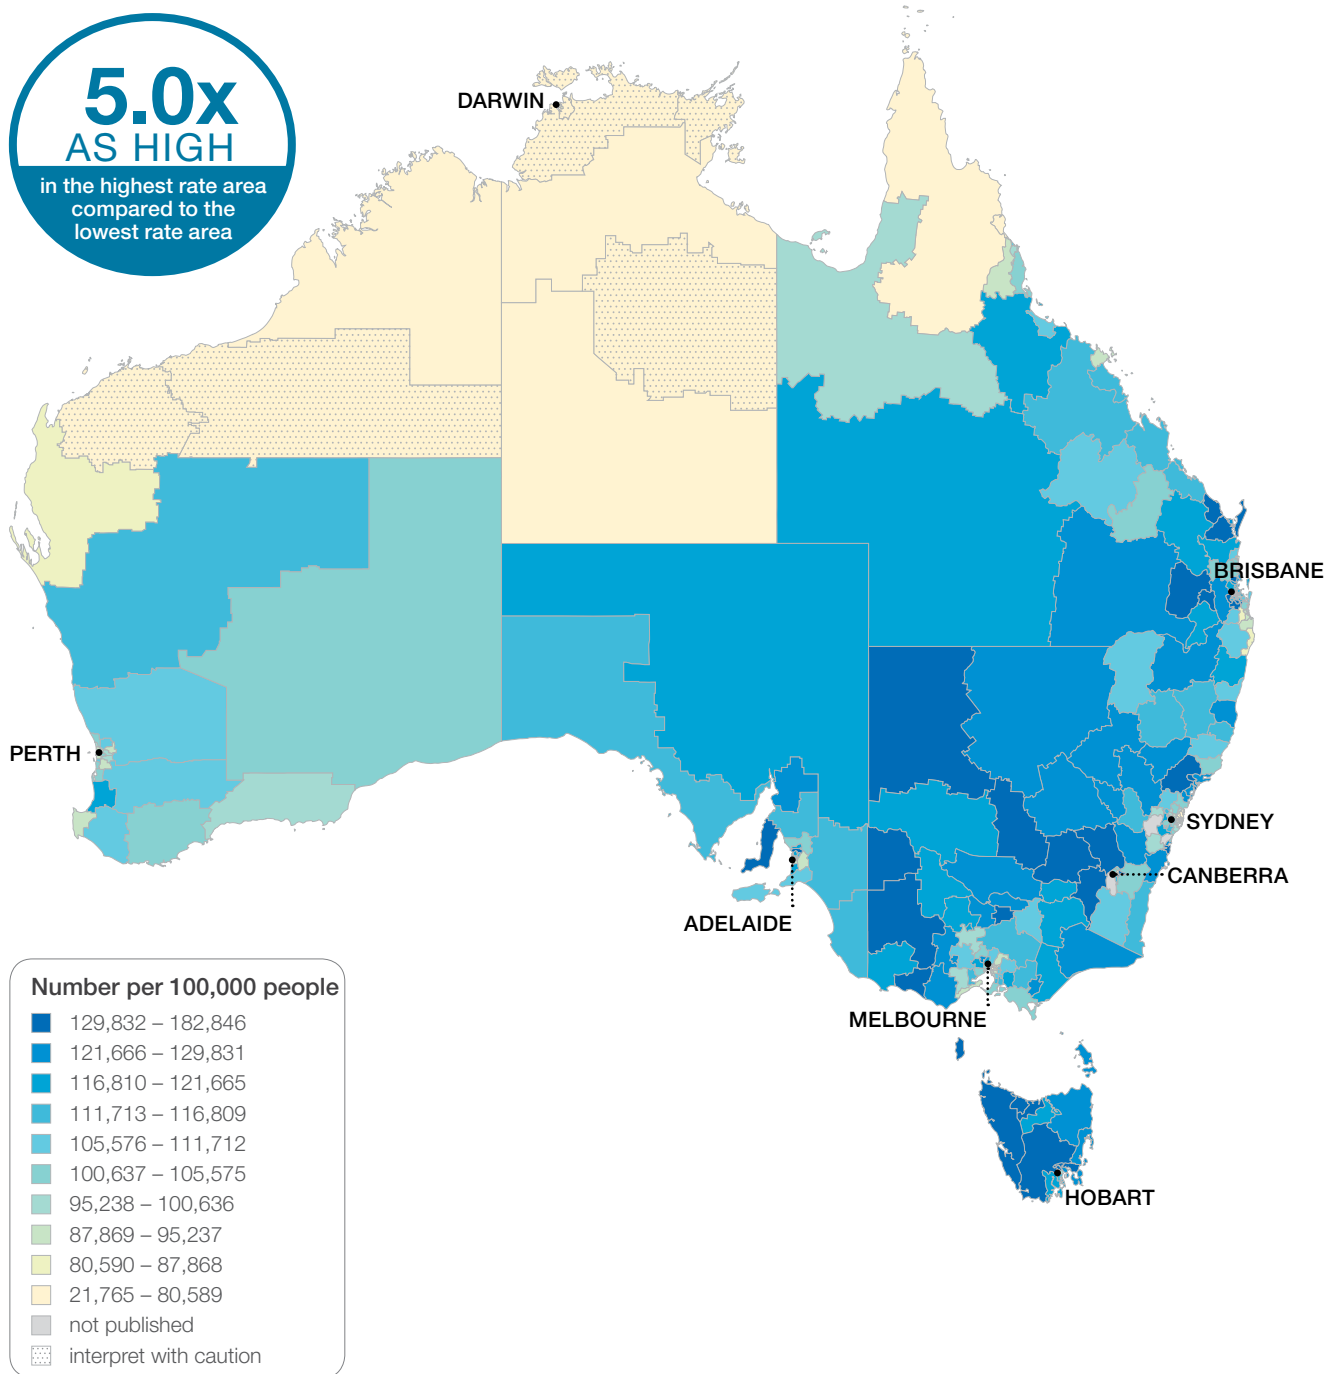 5.0x
AS HIGH
in the highest rate area
compared to the
lowest rate area
DARWIN
BRISBANE
PERTH
SYDNEY
CANBERRA
ADELAIDE
MELBOURNE
HOBART
Number per 100,000 people
129,832 – 182,846
121,666 – 129,831
116,810 – 121,665
111,713 – 116,809
105,576 – 111,712
100,637 – 105,575
95,238 – 100,636
87,869 – 95,237
80,590 – 87,868
21,765 – 80,589
not published
interpret with caution